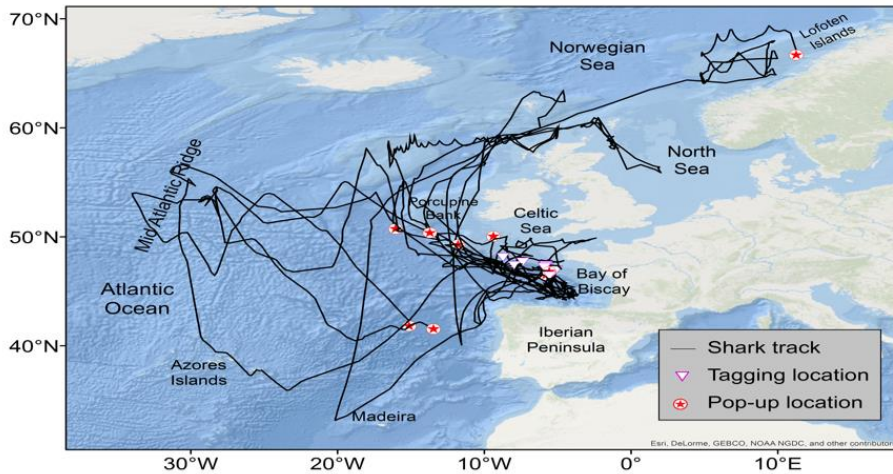 70°N
Lofoten
Islands
Norwegian
Sea
60°N
North
Sea
Mid Atlantic Ridge
Porcupine
Bank
Celtic
Sea
50°N
Bay of
Biscay
Atlantic
Ocean
Iberian
Peninsula
40°N
Azores
Islands
Madeira
Shark track
Tagging location
Pop-up location
Esri, DeLorme, GEBCO, NOAA NGDC, and other contributors
30°W
20°W
10°W
0°
10°E